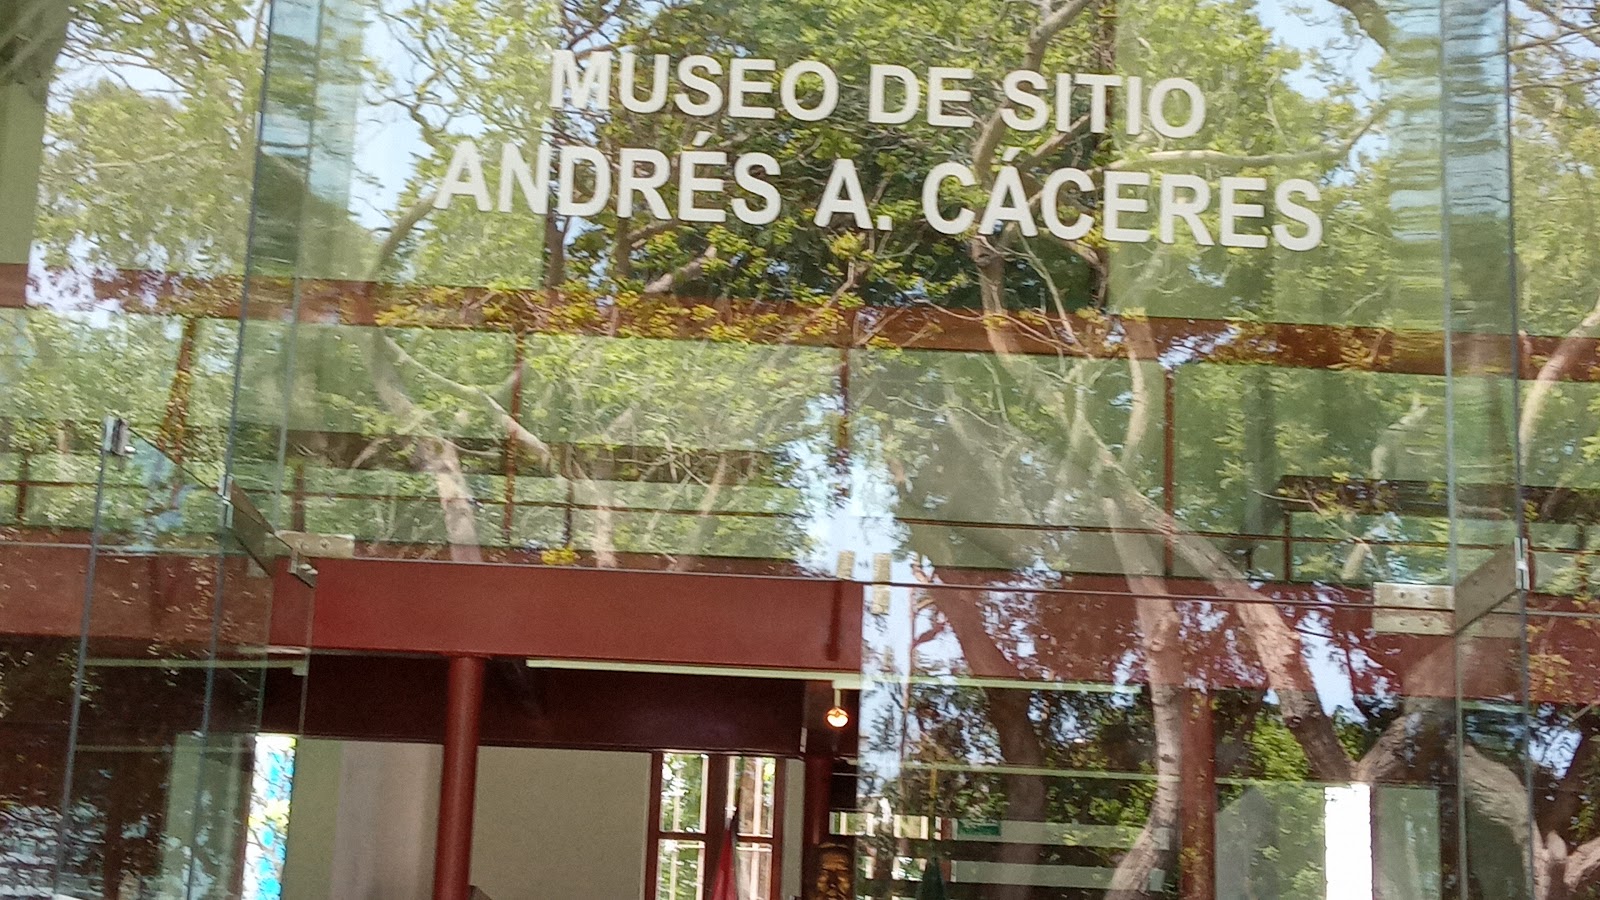 MUSEO DE SITIO
ANDRÉS A. CÁCERES